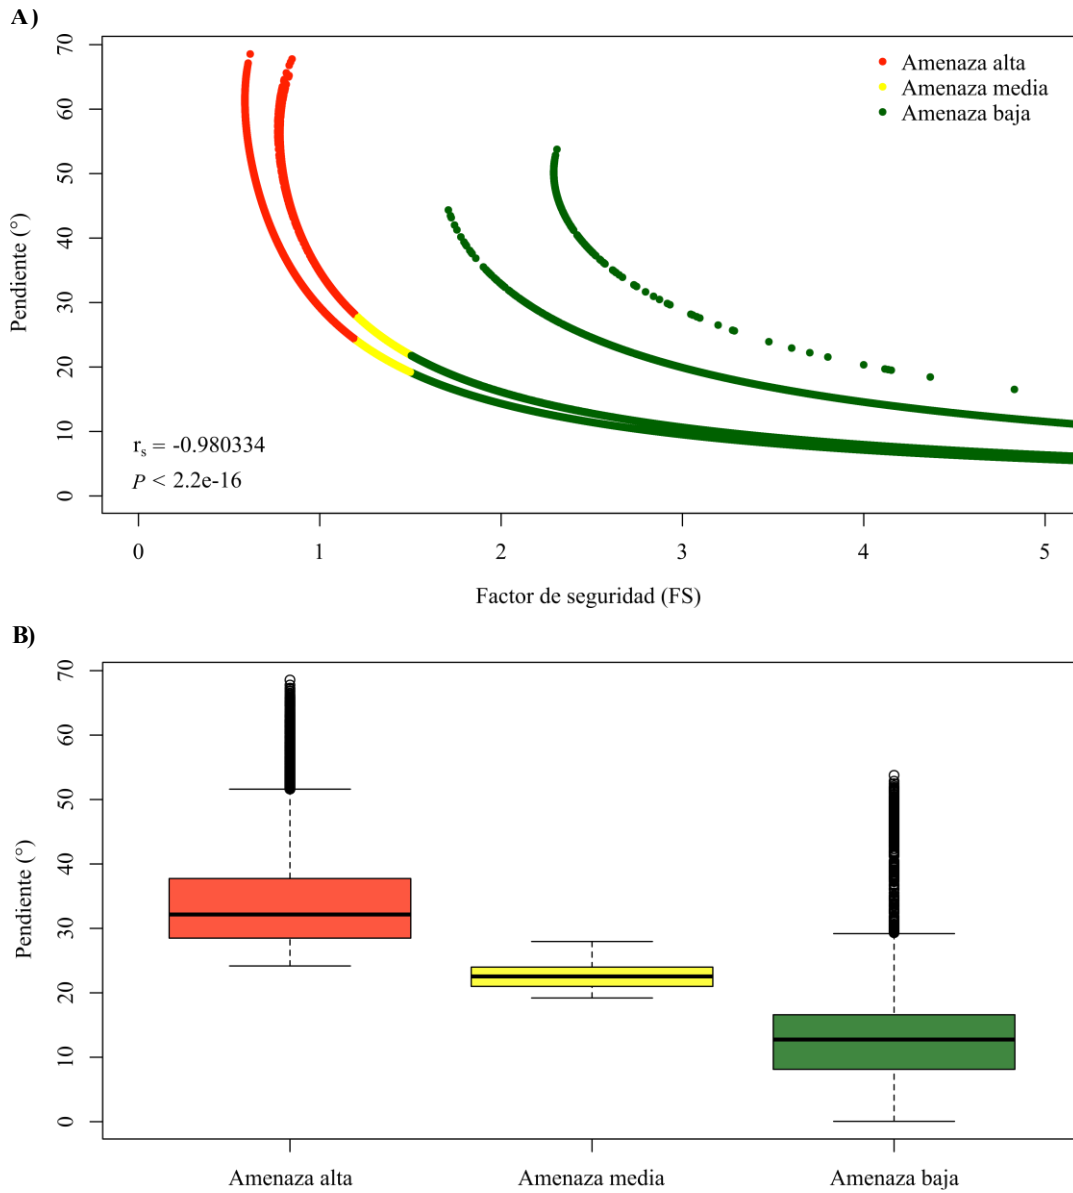 A)
70
60
50
40
30
20
10
0
Pendiente (°)
Amenaza alta
Amenaza media
Amenaza baja
rs = -0.980334
P < 2.2e-16
0 1 2 3 4 5
Factor de seguridad (FS)
B)
70
60
50
40
30
20
10
0
Pendiente (°)
Amenaza alta Amenaza media Amenaza baja